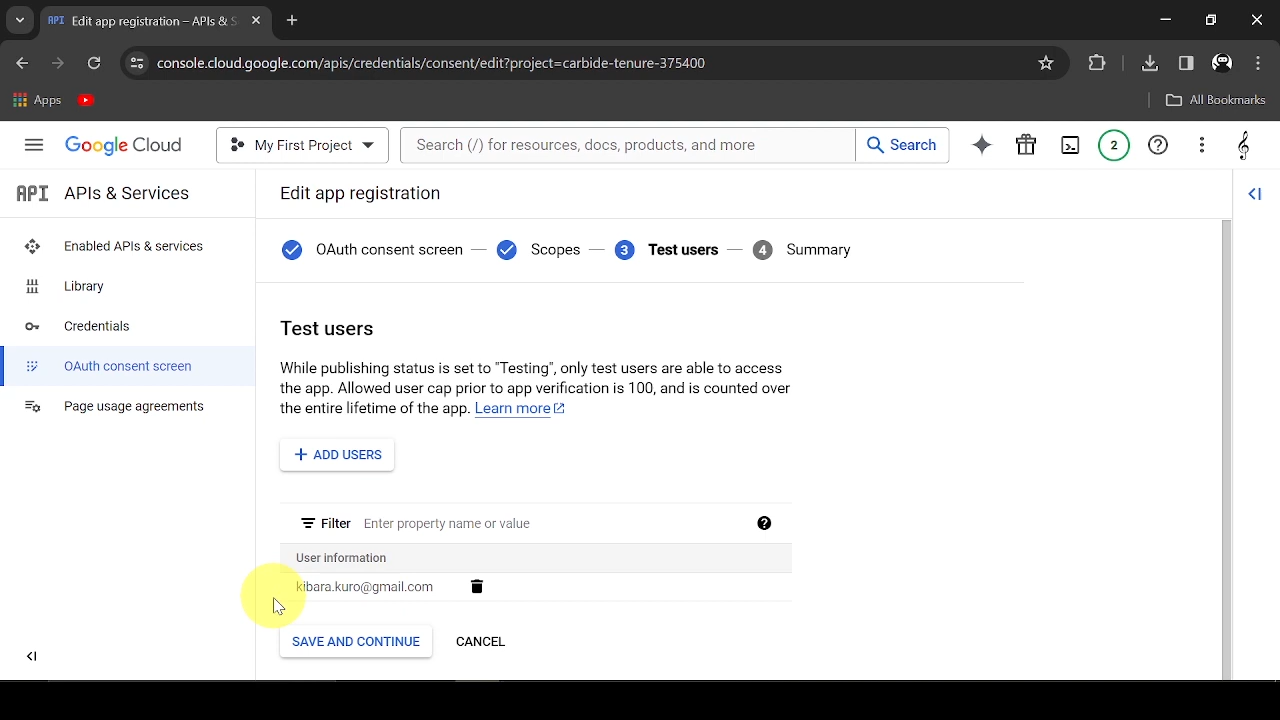 API Edit app registration – APIs & S
console.cloud.google.com/apis/credentials/consent/edit?project=carbide-tenure-375400
Apps
All Bookmarks
Google Cloud
My First Project
Search (/) for resources, docs, products, and more
Search
2
API APIs & Services
Edit app registration
Enabled APIs & services
Library
Credentials
OAuth consent screen
Page usage agreements
OAuth consent screen — Scopes — 3 Test users — 4 Summary
Test users
While publishing status is set to "Testing", only test users are able to access
the app. Allowed user cap prior to app verification is 100, and is counted over
the entire lifetime of the app. Learn more
+ ADD USERS
Filter Enter property name or value
User information
kibara.kuro@gmail.com
SAVE AND CONTINUE
CANCEL